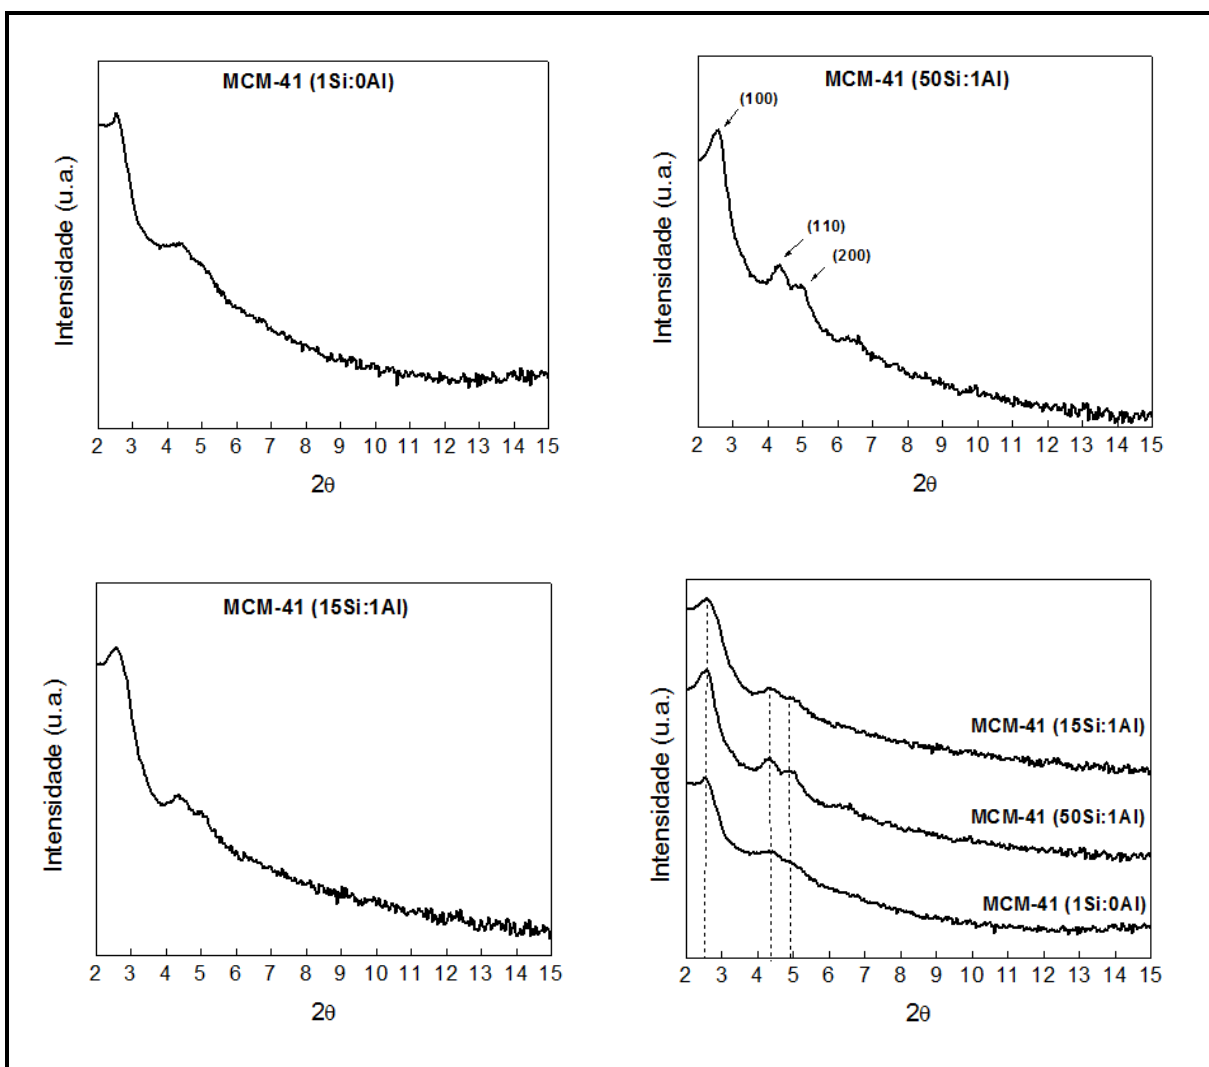 MCM-41 (1Si:0Al)
Intensidade (u.a.)
2 3 4 5 6 7 8 9 10 11 12 13 14 15
2θ
MCM-41 (50Si:1Al)
(100)
(110)
(200)
Intensidade (u.a.)
2 3 4 5 6 7 8 9 10 11 12 13 14 15
2θ
MCM-41 (15Si:1Al)
Intensidade (u.a.)
2 3 4 5 6 7 8 9 10 11 12 13 14 15
2θ
MCM-41 (15Si:1Al)
MCM-41 (50Si:1Al)
MCM-41 (1Si:0Al)
Intensidade (u.a.)
2 3 4 5 6 7 8 9 10 11 12 13 14 15
2θ